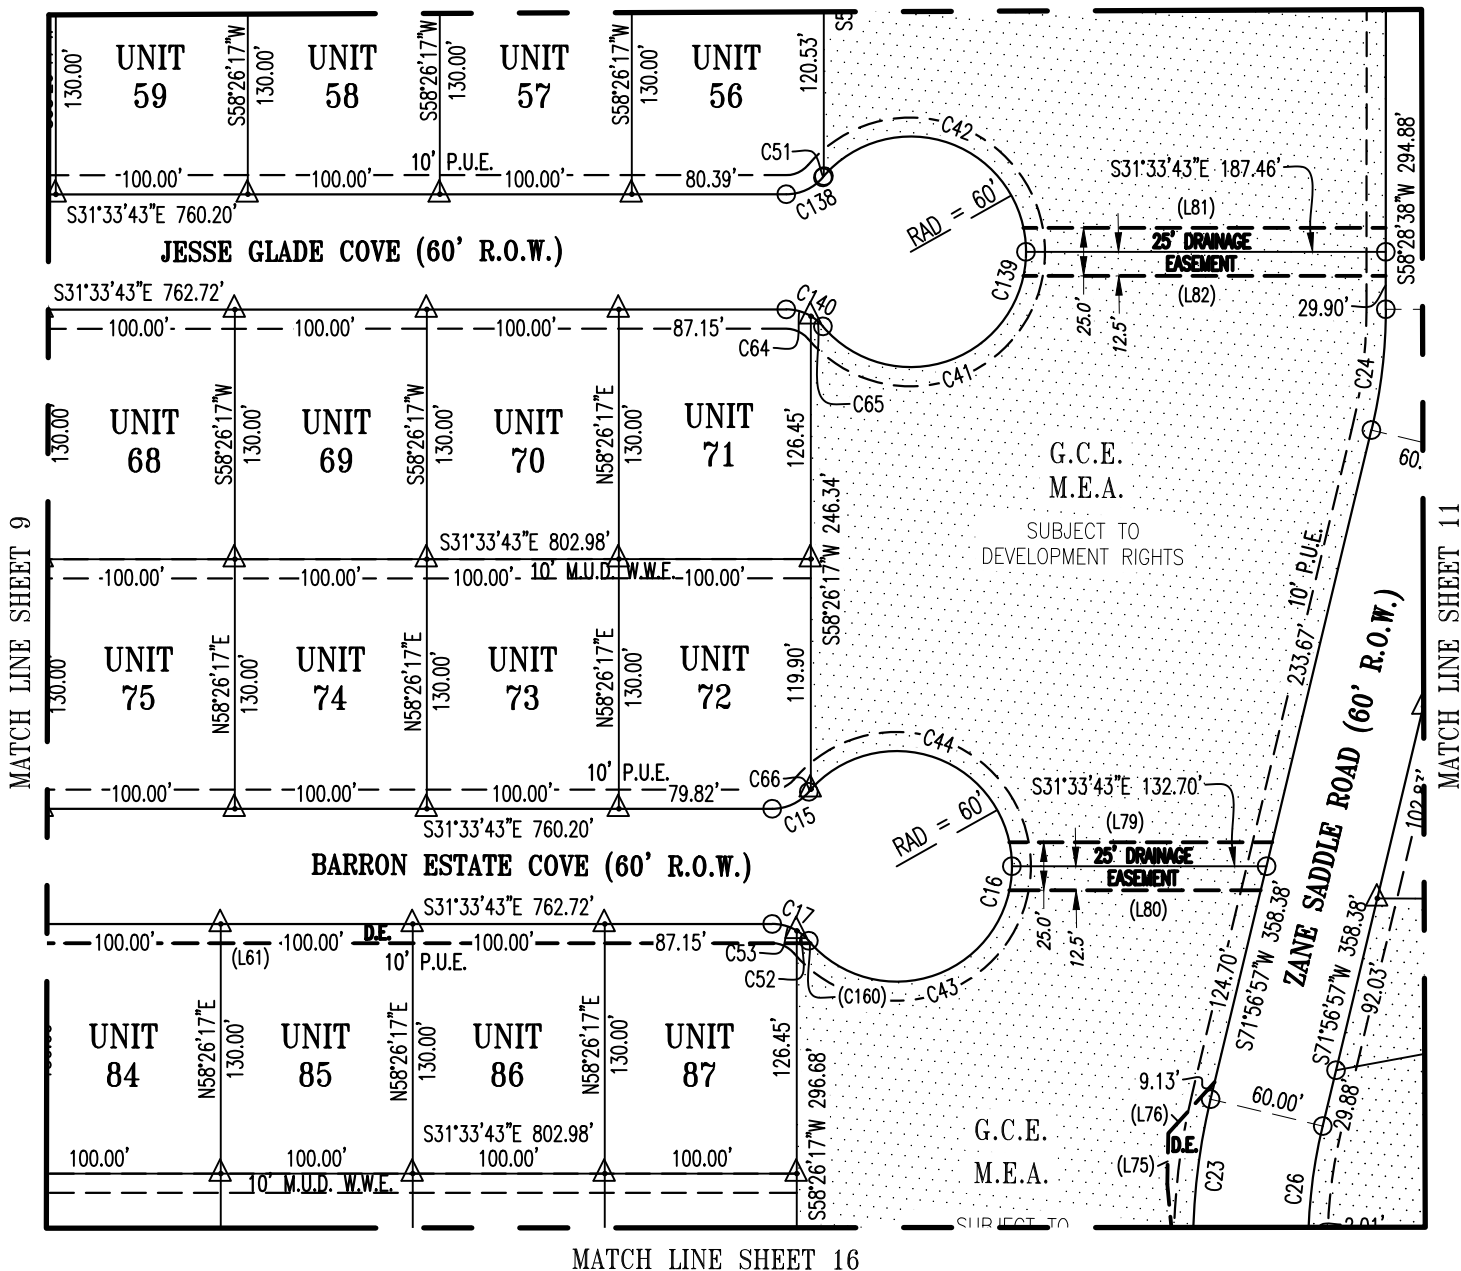 UNIT
59
UNIT
58
UNIT
57
UNIT
56
130.00'
S58°26'17"W
130.00'
S58°26'17"W
130.00'
S58°26'17"W
130.00'
120.53'
10' P.U.E.
100.00'
100.00'
100.00'
80.39'
C51
C138
C42
S31°33'43"E 760.20'
JESSE GLADE COVE (60' R.O.W.)
RAD = 60'
C139
S31°33'43"E 187.46'
(L81)
25' DRAINAGE
EASEMENT
(L82)
25.0'
12.5'
S58°28'38"W 294.88'
29.90'
C24
S31°33'43"E 762.72'
100.00'
100.00'
100.00'
87.15'
C140
C64
C65
C41
UNIT
68
UNIT
69
UNIT
70
UNIT
71
130.00'
S58°26'17"W
130.00'
S58°26'17"W
130.00'
N58°26'17"E
130.00'
126.45'
S58°26'17"W 246.34'
G.C.E.
M.E.A.
SUBJECT TO
DEVELOPMENT RIGHTS
60.
MATCH LINE SHEET 9
MATCH LINE SHEET 11
S31°33'43"E 802.98'
100.00'
100.00'
100.00'
10' M.U.D. W.W.E.
100.00'
UNIT
75
UNIT
74
UNIT
73
UNIT
72
130.00'
N58°26'17"E
130.00'
N58°26'17"E
130.00'
N58°26'17"E
130.00'
119.90'
233.67'
10' P.U.E.
ZANE SADDLE ROAD (60' R.O.W.)
10' P.U.E.
100.00'
100.00'
100.00'
79.82'
C66
C15
C44
S31°33'43"E 760.20'
BARRON ESTATE COVE (60' R.O.W.)
RAD = 60'
C16
S31°33'43"E 132.70'
(L79)
25' DRAINAGE
EASEMENT
(L80)
25.0'
12.5'
S31°33'43"E 762.72'
D.E.
100.00'
100.00'
100.00'
87.15'
(L61)
10' P.U.E.
C17
C53
C52
(C160)
C43
UNIT
84
UNIT
85
UNIT
86
UNIT
87
N58°26'17"E
130.00'
N58°26'17"E
130.00'
N58°26'17"E
130.00'
126.45'
S58°26'17"W 296.68'
124.70'
S71°56'57"W 358.38'
S71°56'57"W 358.38'
92.03'
9.13'
(L76)
D.E.
(L75)
60.00'
29.88'
C23
C26
G.C.E.
M.E.A.
SUBJECT TO
S31°33'43"E 802.98'
100.00'
100.00'
100.00'
100.00'
10' M.U.D. W.W.E.
MATCH LINE SHEET 16